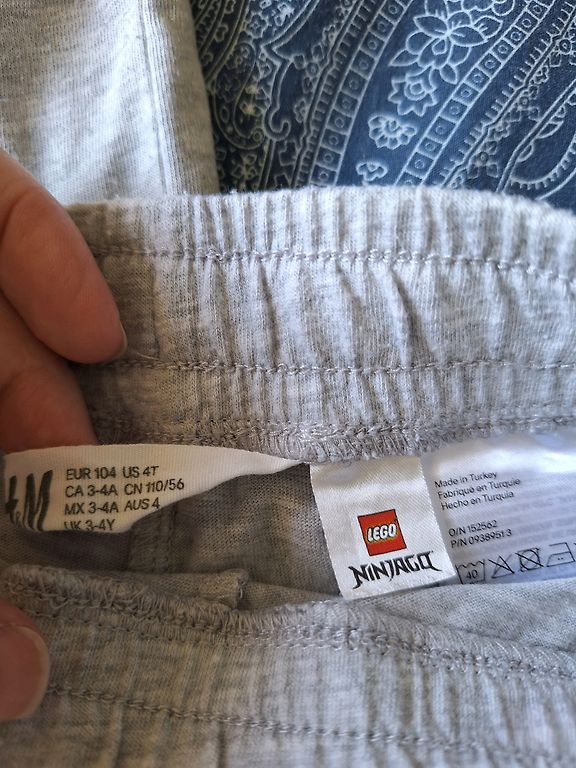 H&M
EUR 104 US 4T
CA 3-4A CN 110/56
MX 3-4A AUS 4
UK 3-4Y
LEGO
NINJAGO
Made in Turkey
Fabriqué en Turquie
Hecho en Turquía
O/N 152562
P/N 0938951 3
40